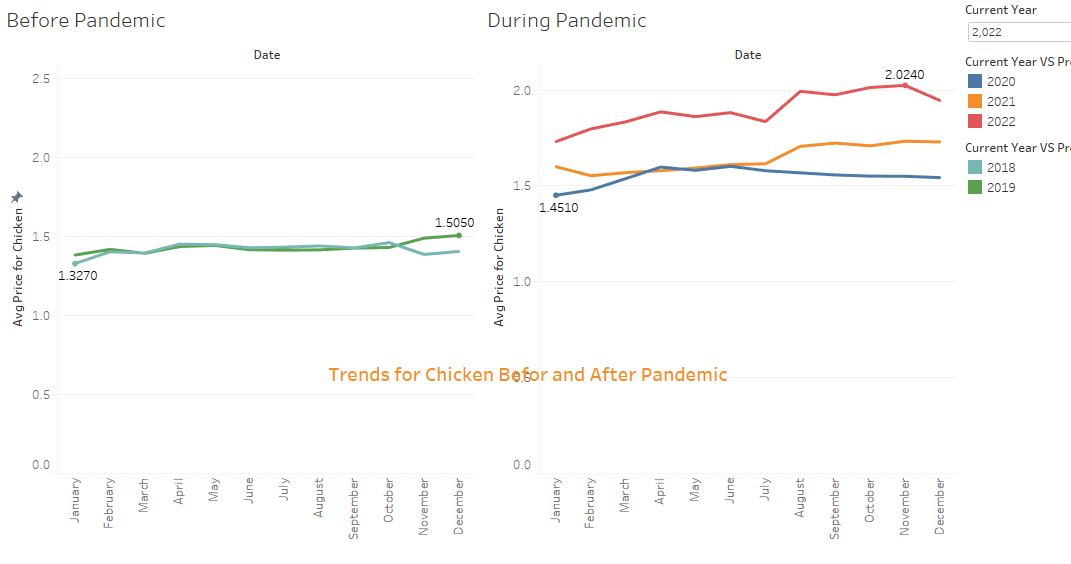 Before Pandemic
Date
2.5
2.0
1.5
1.0
0.5
0.0
Avg Price for Chicken
1.3270
1.5050
January
February
March
April
May
June
July
August
September
October
November
December
During Pandemic
Date
2.0
1.5
1.0
0.5
0.0
Avg Price for Chicken
2.0240
1.4510
January
February
March
April
May
June
July
August
September
October
November
December
Trends for Chicken Befor and After Pandemic
Current Year
2,022
Current Year VS Pr
2020
2021
2022
Current Year VS Pr
2018
2019